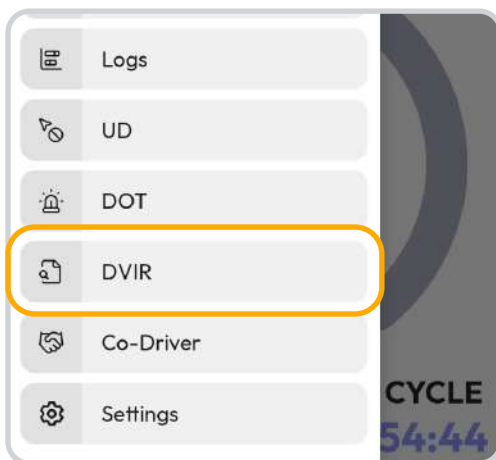 Logs
UD
DOT
DVIR
Co-Driver
Settings
CYCLE
54:44